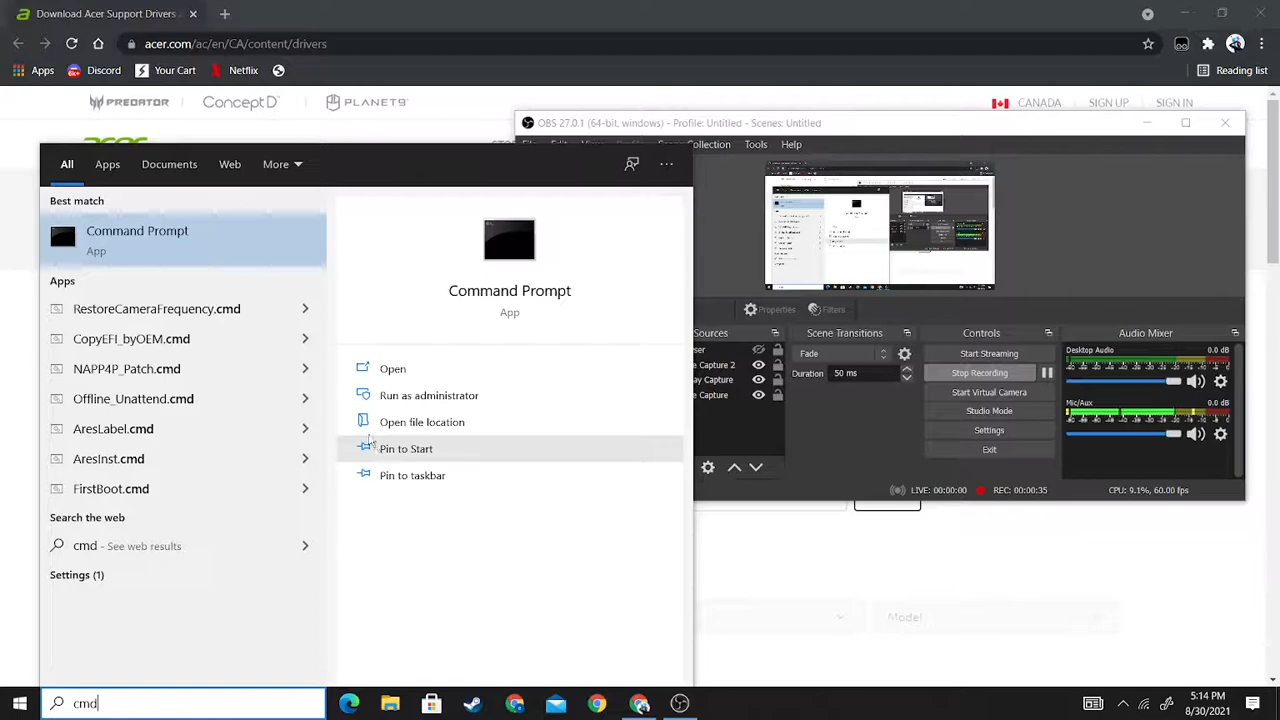 Download Acer Support Drivers
acer.com/ac/en/CA/content/drivers
Apps Discord Your Cart Netflix Reading list
PREDATOR CONCEPTD PLANET9 CANADA SIGN UP SIGN IN
OBS 27.0.1 (64-bit, windows) - Profile: Untitled - Scenes: Untitled
Collection Tools Help
All Apps Documents Web More
Best match
Command Prompt
App
Apps
RestoreCameraFrequency.cmd
CopyEFI_byOEM.cmd
NAPP4P_Patch.cmd
Offline_Unattend.cmd
AresLabel.cmd
AresInst.cmd
FirstBoot.cmd
Search the web
cmd - See web results
Settings (1)
Command Prompt
App
Open
Run as administrator
Open file location
Pin to Start
Pin to taskbar
Properties Filters
Sources Scene Transitions Controls Audio Mixer
Fade
Duration 50 ms
Start Streaming
Stop Recording
Start Virtual Camera
Studio Mode
Settings
Exit
Desktop Audio 0.0 dB
Mic/Aux 0.0 dB
LIVE: 00:00:00 REC: 00:00:35 CPU: 9.1%, 60.00 fps
Model
cmd
5:14 PM
8/30/2021